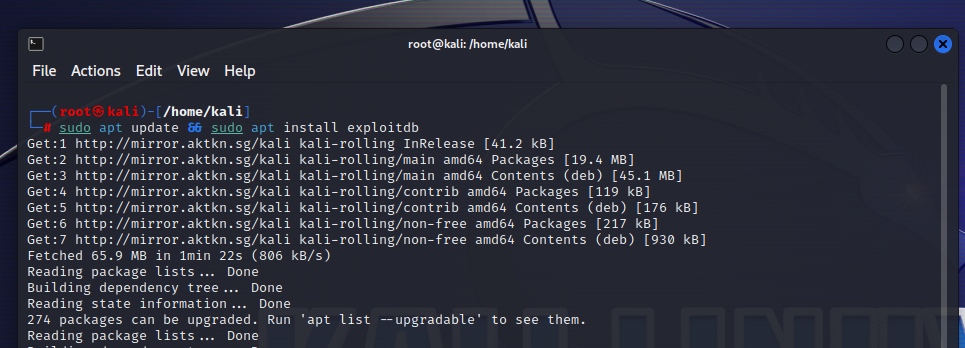 root@kali: /home/kali
File Actions Edit View Help
┌──(root㉿kali)-[/home/kali]
└─# sudo apt update && sudo apt install exploitdb
Get:1 http://mirror.aktkn.sg/kali kali-rolling InRelease [41.2 kB]
Get:2 http://mirror.aktkn.sg/kali kali-rolling/main amd64 Packages [19.4 MB]
Get:3 http://mirror.aktkn.sg/kali kali-rolling/main amd64 Contents (deb) [45.1 MB]
Get:4 http://mirror.aktkn.sg/kali kali-rolling/contrib amd64 Packages [119 kB]
Get:5 http://mirror.aktkn.sg/kali kali-rolling/contrib amd64 Contents (deb) [176 kB]
Get:6 http://mirror.aktkn.sg/kali kali-rolling/non-free amd64 Packages [217 kB]
Get:7 http://mirror.aktkn.sg/kali kali-rolling/non-free amd64 Contents (deb) [930 kB]
Fetched 65.9 MB in 1min 22s (806 kB/s)
Reading package lists... Done
Building dependency tree... Done
Reading state information... Done
274 packages can be upgraded. Run 'apt list --upgradable' to see them.
Reading package lists... Done